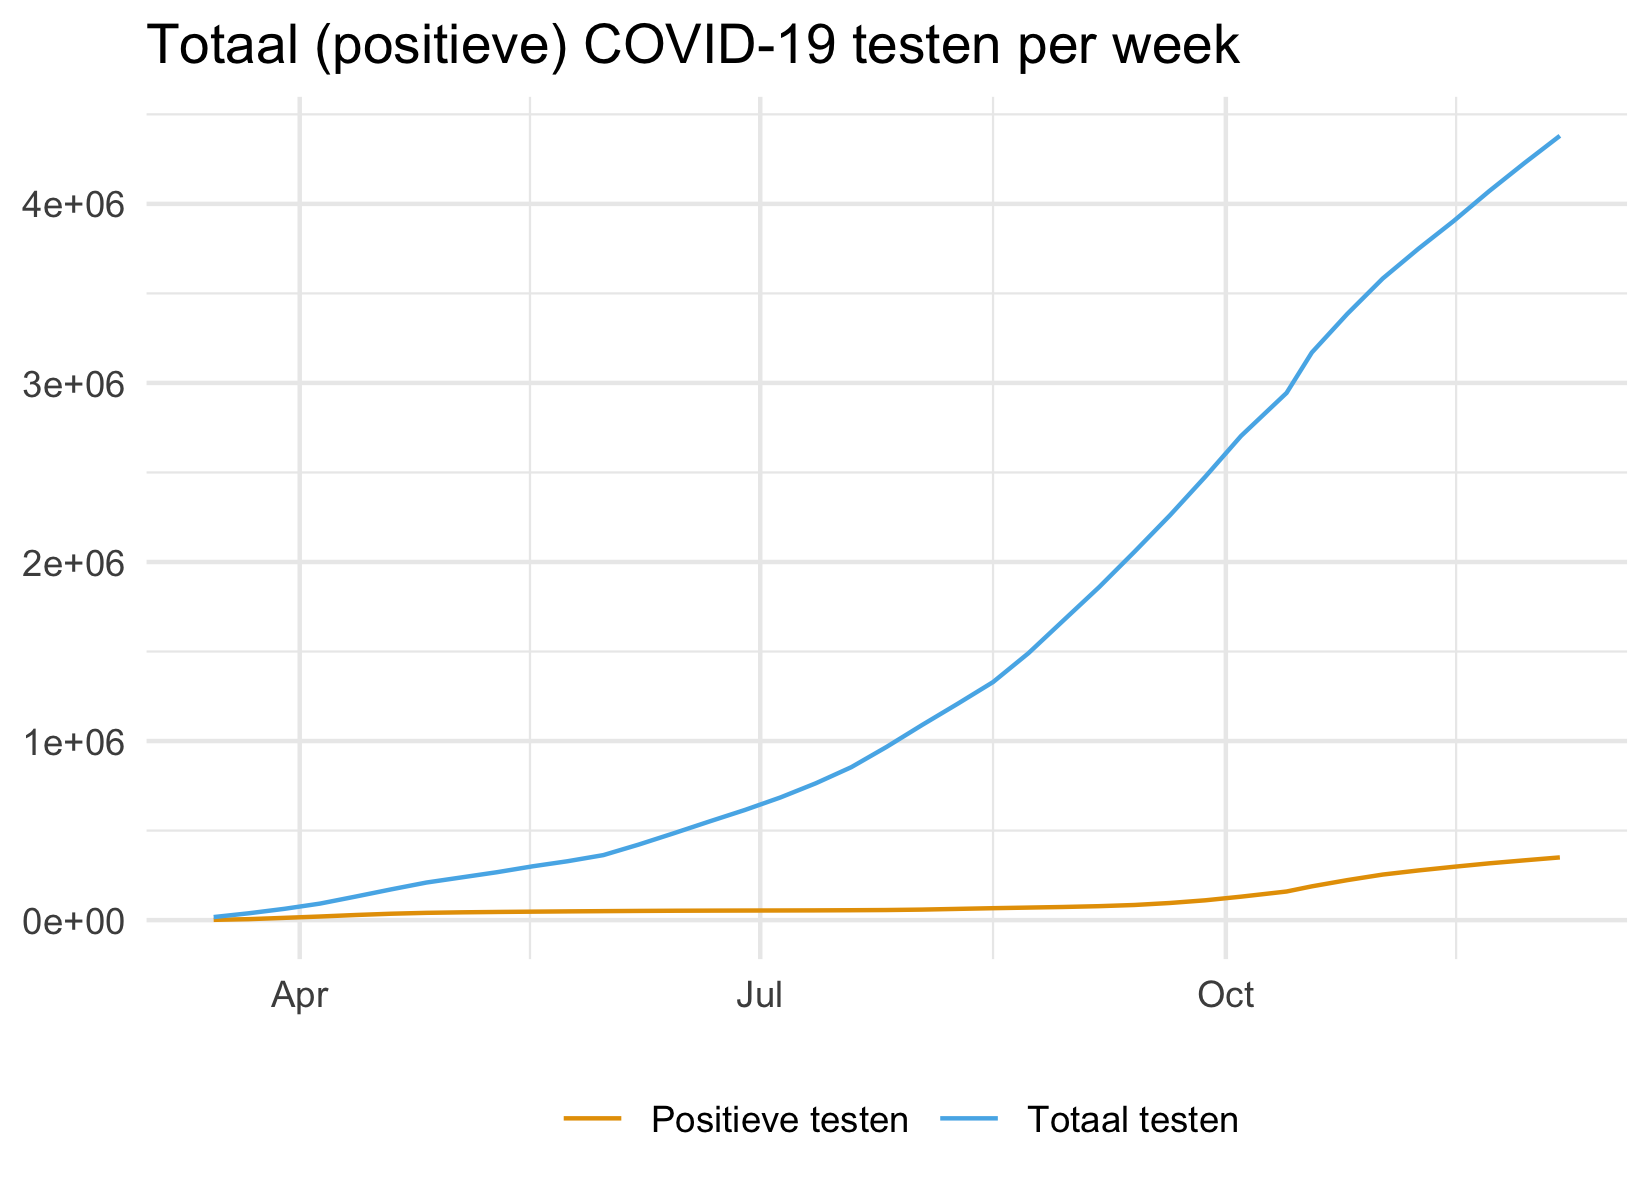 Totaal (positieve) COVID-19 testen per week
4e+06
3e+06
2e+06
1e+06
0e+00
Apr Jul Oct
Positieve testen Totaal testen